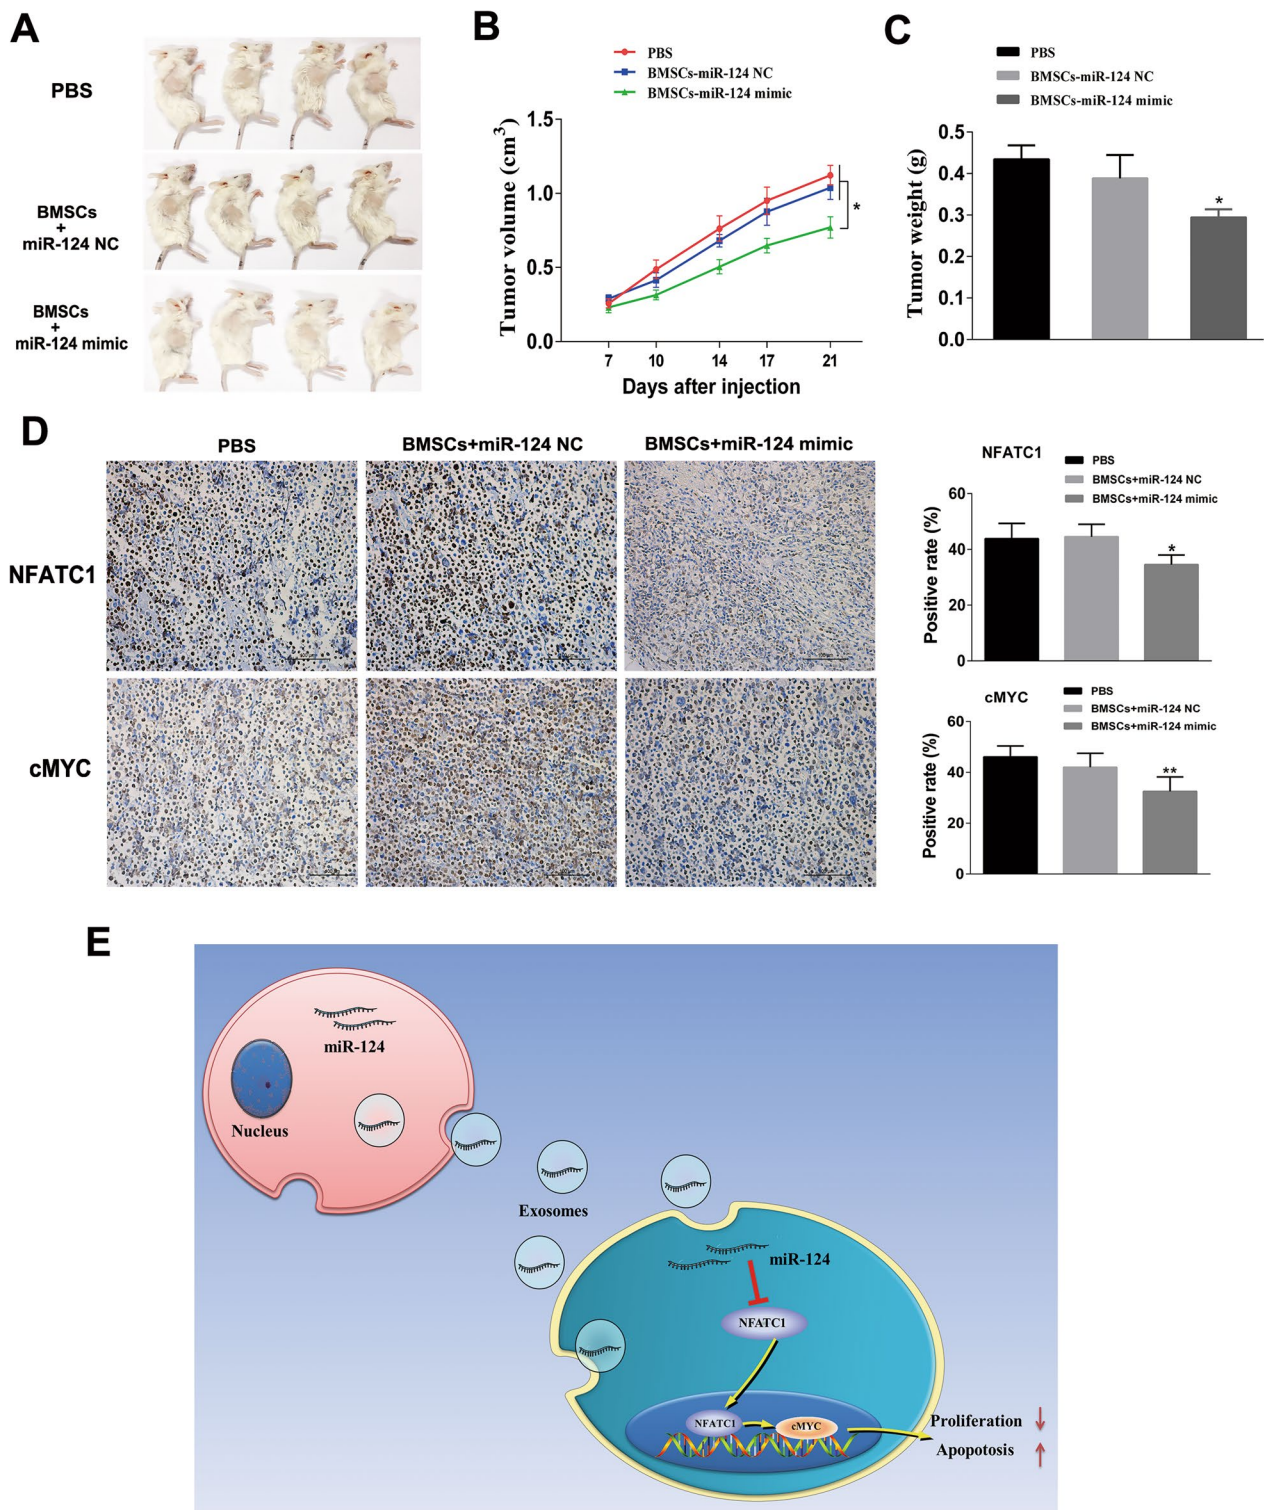 A
PBS
BMSCs
+
miR-124 NC
BMSCs
+
miR-124 mimic
B
PBS
BMSCs-miR-124 NC
BMSCs-miR-124 mimic
Tumor volume (cm3)
1.5
1.0
0.5
0.0
*
7 10 14 17 21
Days after injection
C
PBS
BMSCs-miR-124 NC
BMSCs-miR-124 mimic
Tumor weight (g)
0.5
0.4
0.3
0.2
0.1
0.0
*
D
PBS
BMSCs+miR-124 NC
BMSCs+miR-124 mimic
NFATC1
cMYC
NFATC1
PBS
BMSCs+miR-124 NC
BMSCs+miR-124 mimic
Positive rate (%)
60
40
20
0
*
cMYC
PBS
BMSCs+miR-124 NC
BMSCs+miR-124 mimic
Positive rate (%)
60
40
20
0
**
E
miR-124
Nucleus
Exosomes
miR-124
NFATC1
NFATC1
cMYC
Proliferation
Apopotosis